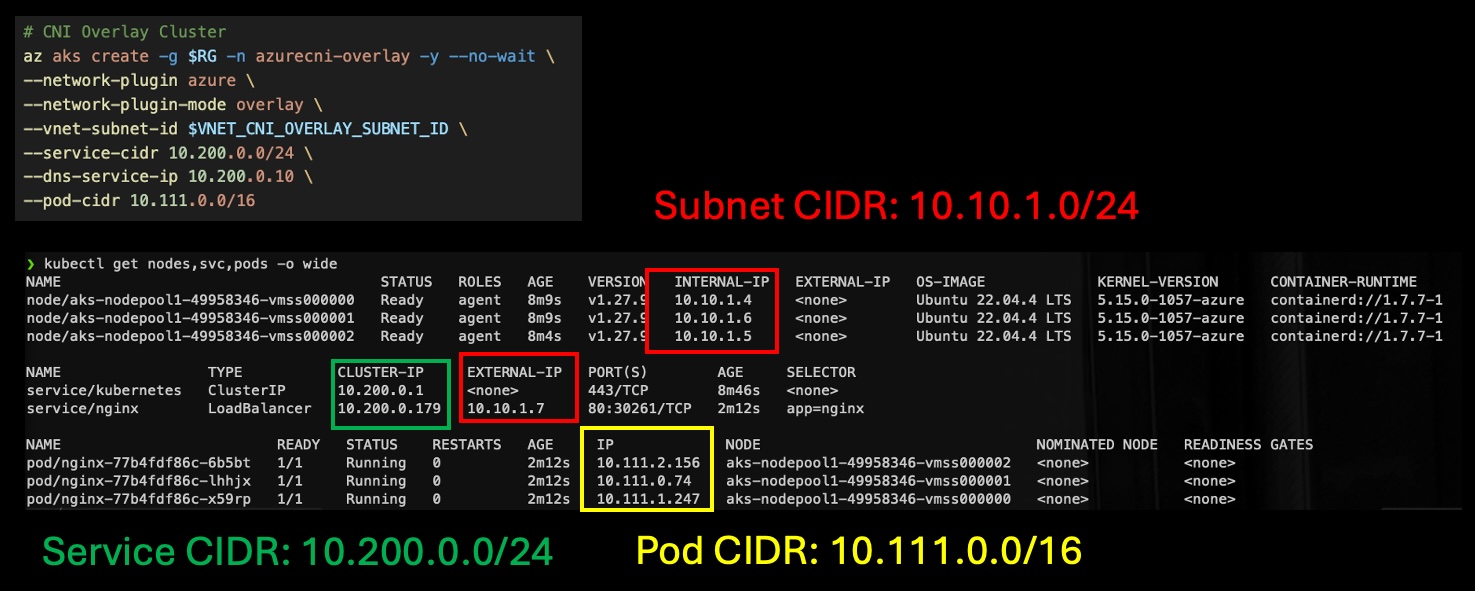 # CNI Overlay Cluster
az aks create -g $RG -n azurecni-overlay -y --no-wait \
--network-plugin azure \
--network-plugin-mode overlay \
--vnet-subnet-id $VNET_CNI_OVERLAY_SUBNET_ID \
--service-cidr 10.200.0.0/24 \
--dns-service-ip 10.200.0.10 \
--pod-cidr 10.111.0.0/16
Subnet CIDR: 10.10.1.0/24
❯ kubectl get nodes,svc,pods -o wide
NAME STATUS ROLES AGE VERSION INTERNAL-IP EXTERNAL-IP OS-IMAGE KERNEL-VERSION CONTAINER-RUNTIME
node/aks-nodepool1-49958346-vmss000000 Ready agent 8m9s v1.27.9 10.10.1.4 <none> Ubuntu 22.04.4 LTS 5.15.0-1057-azure containerd://1.7.7-1
node/aks-nodepool1-49958346-vmss000001 Ready agent 8m9s v1.27.9 10.10.1.6 <none> Ubuntu 22.04.4 LTS 5.15.0-1057-azure containerd://1.7.7-1
node/aks-nodepool1-49958346-vmss000002 Ready agent 8m4s v1.27.9 10.10.1.5 <none> Ubuntu 22.04.4 LTS 5.15.0-1057-azure containerd://1.7.7-1
NAME TYPE CLUSTER-IP EXTERNAL-IP PORT(S) AGE SELECTOR
service/kubernetes ClusterIP 10.200.0.1 <none> 443/TCP 8m46s <none>
service/nginx LoadBalancer 10.200.0.179 10.10.1.7 80:30261/TCP 2m12s app=nginx
NAME READY STATUS RESTARTS AGE IP NODE NOMINATED NODE READINESS GATES
pod/nginx-77b4fdf86c-6b5bt 1/1 Running 0 2m12s 10.111.2.156 aks-nodepool1-49958346-vmss000002 <none> <none>
pod/nginx-77b4fdf86c-lhhjx 1/1 Running 0 2m12s 10.111.0.74 aks-nodepool1-49958346-vmss000001 <none> <none>
pod/nginx-77b4fdf86c-x59rp 1/1 Running 0 2m12s 10.111.1.247 aks-nodepool1-49958346-vmss000000 <none> <none>
Service CIDR: 10.200.0.0/24
Pod CIDR: 10.111.0.0/16